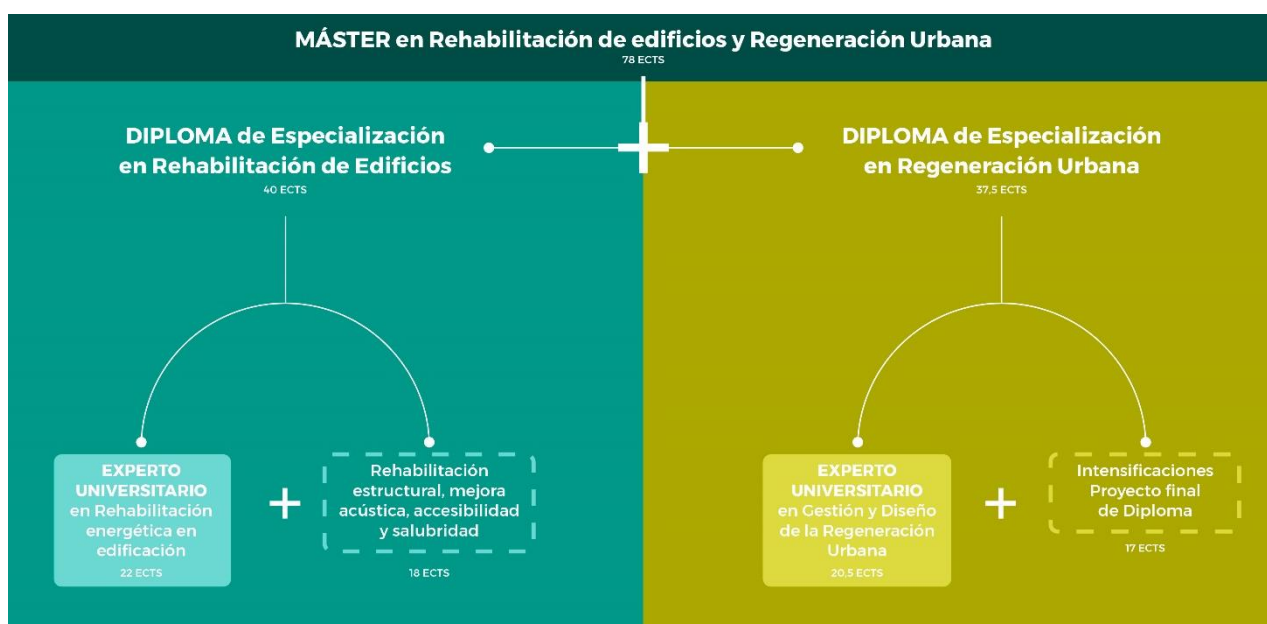 MÁSTER en Rehabilitación de edificios y Regeneración Urbana
78 ECTS
DIPLOMA de Especialización
en Rehabilitación de Edificios
40 ECTS
DIPLOMA de Especialización
en Regeneración Urbana
37,5 ECTS
EXPERTO
UNIVERSITARIO
en Rehabilitación
energética en
edificación
22 ECTS
Rehabilitación
estructural, mejora
acústica, accesibilidad
y salubridad
18 ECTS
EXPERTO
UNIVERSITARIO
en Gestión y Diseño
de la Regeneración
Urbana
20,5 ECTS
Intensificaciones
Proyecto final
de Diploma
17 ECTS